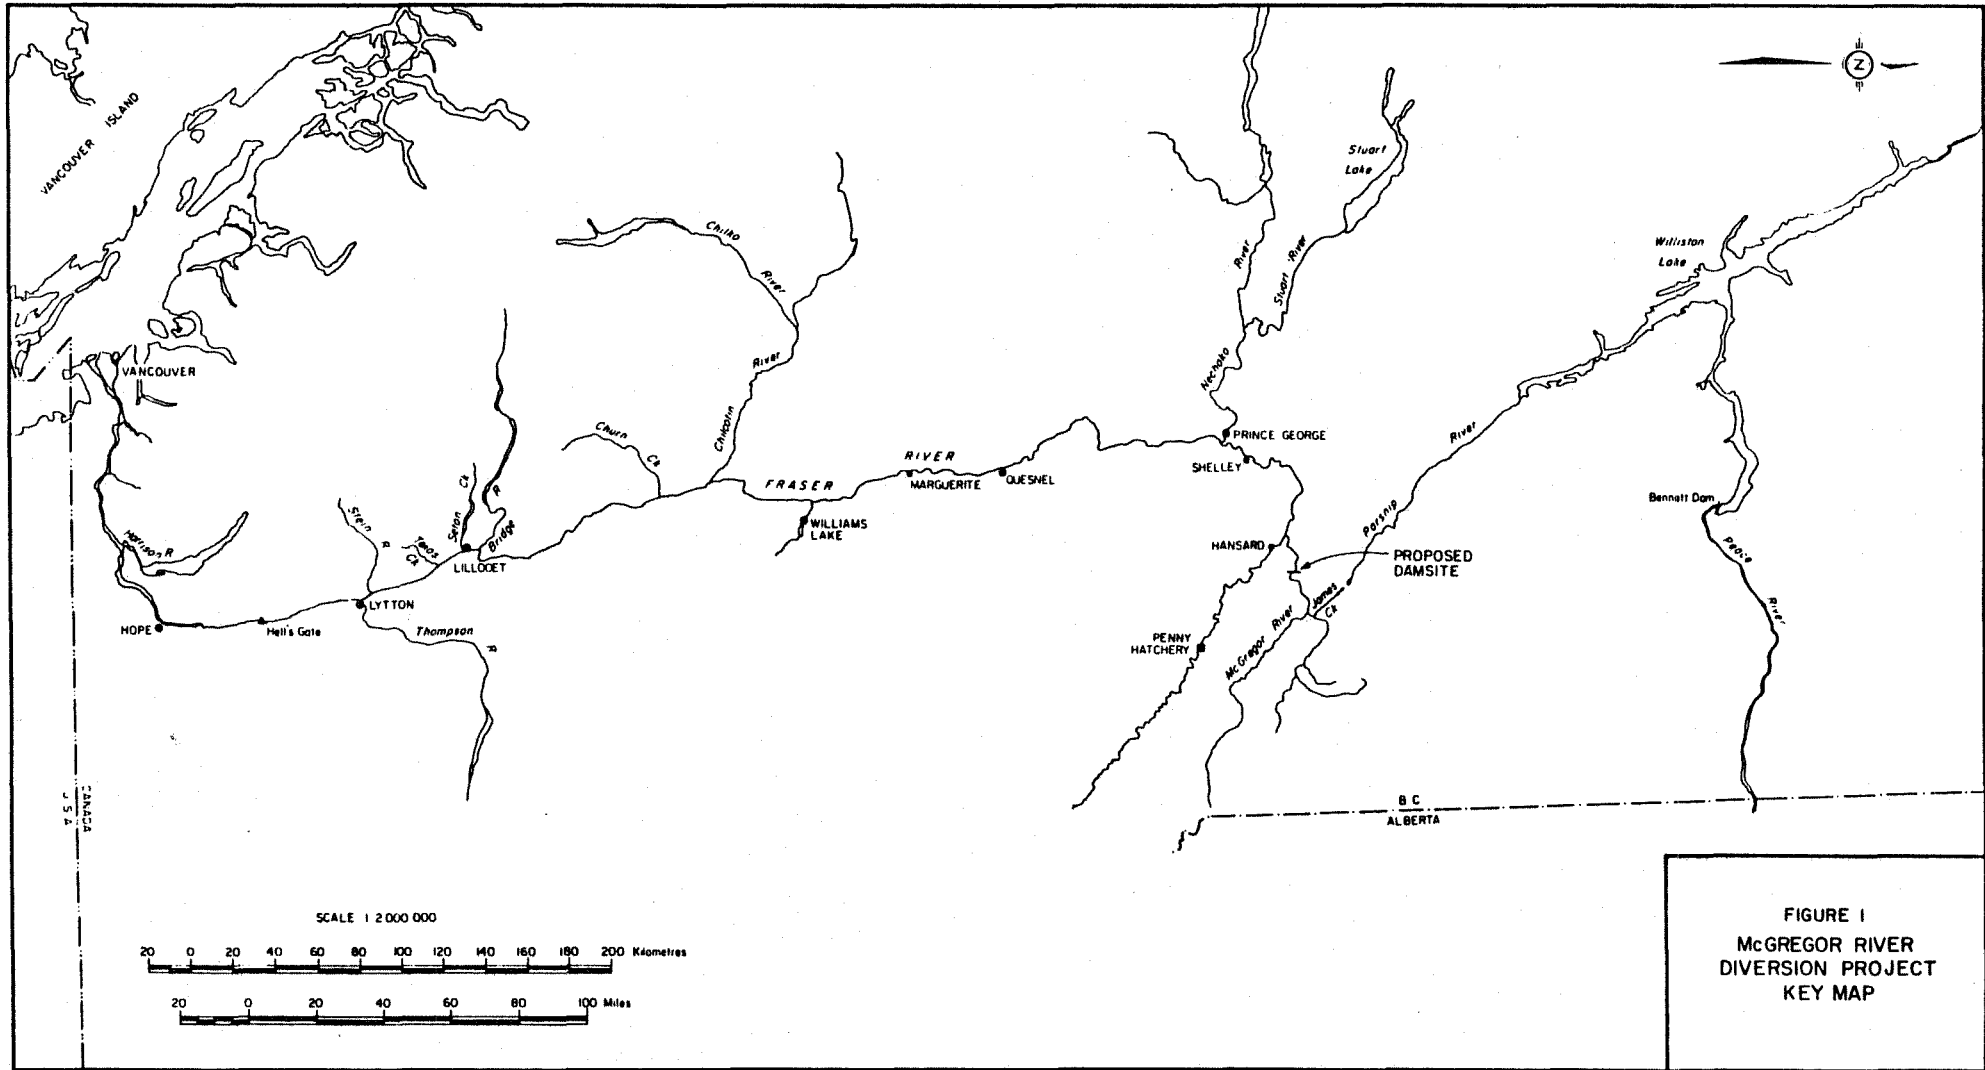 VANCOUVER ISLAND
Z
Stuart
Lake
Chilko River
River
Stuart River
Williston
Lake
VANCOUVER
River
Nechako
Churn Ck
Chilcotin
PRINCE GEORGE
River
RIVER
SHELLEY
FRASER
MARGUERITE
QUESNEL
Seton Ck
Bennett Dam
Stein R
Bridge R
WILLIAMS
LAKE
Parsnip
Harrison R
Ck
LILLOOET
HANSARD
PROPOSED
DAMSITE
Peace River
LYTTON
James
Ck
HOPE
Hell's Gate
Thompson R
PENNY
HATCHERY
McGregor River
CANADA
U S A
B C
ALBERTA
SCALE 1 2 000 000
20 0 20 40 60 80 100 120 140 160 180 200 Kilometres
20 0 20 40 60 80 100 Miles
FIGURE 1
McGREGOR RIVER
DIVERSION PROJECT
KEY MAP